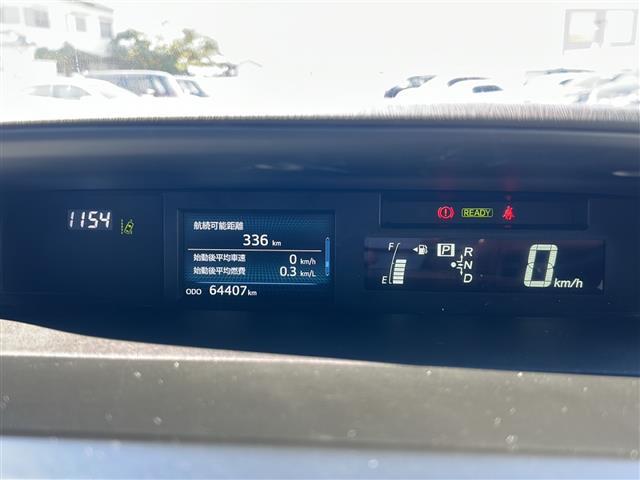 1154
航続可能距離
336 km
始動後平均車速 0 km/h
始動後平均燃費 0.3 km/L
ODO 64407 km
READY
F
E
P
R
N
D
0 km/h